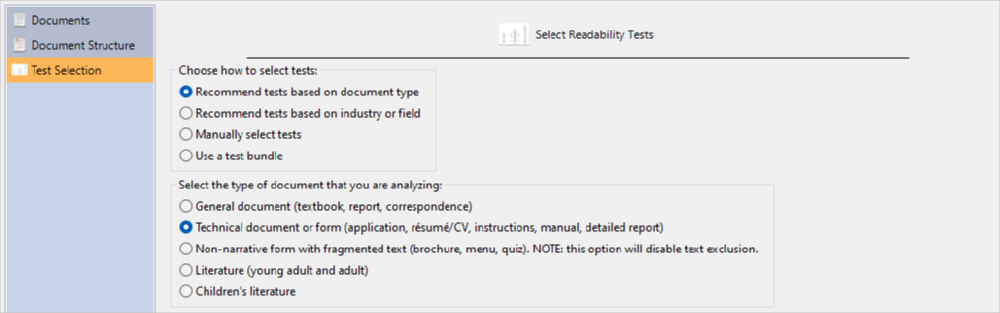 Documents
Document Structure
Test Selection
Select Readability Tests
Choose how to select tests:
Recommend tests based on document type
Recommend tests based on industry or field
Manually select tests
Use a test bundle
Select the type of document that you are analyzing:
General document (textbook, report, correspondence)
Technical document or form (application, résumé/CV, instructions, manual, detailed report)
Non-narrative form with fragmented text (brochure, menu, quiz). NOTE: this option will disable text exclusion.
Literature (young adult and adult)
Children's literature